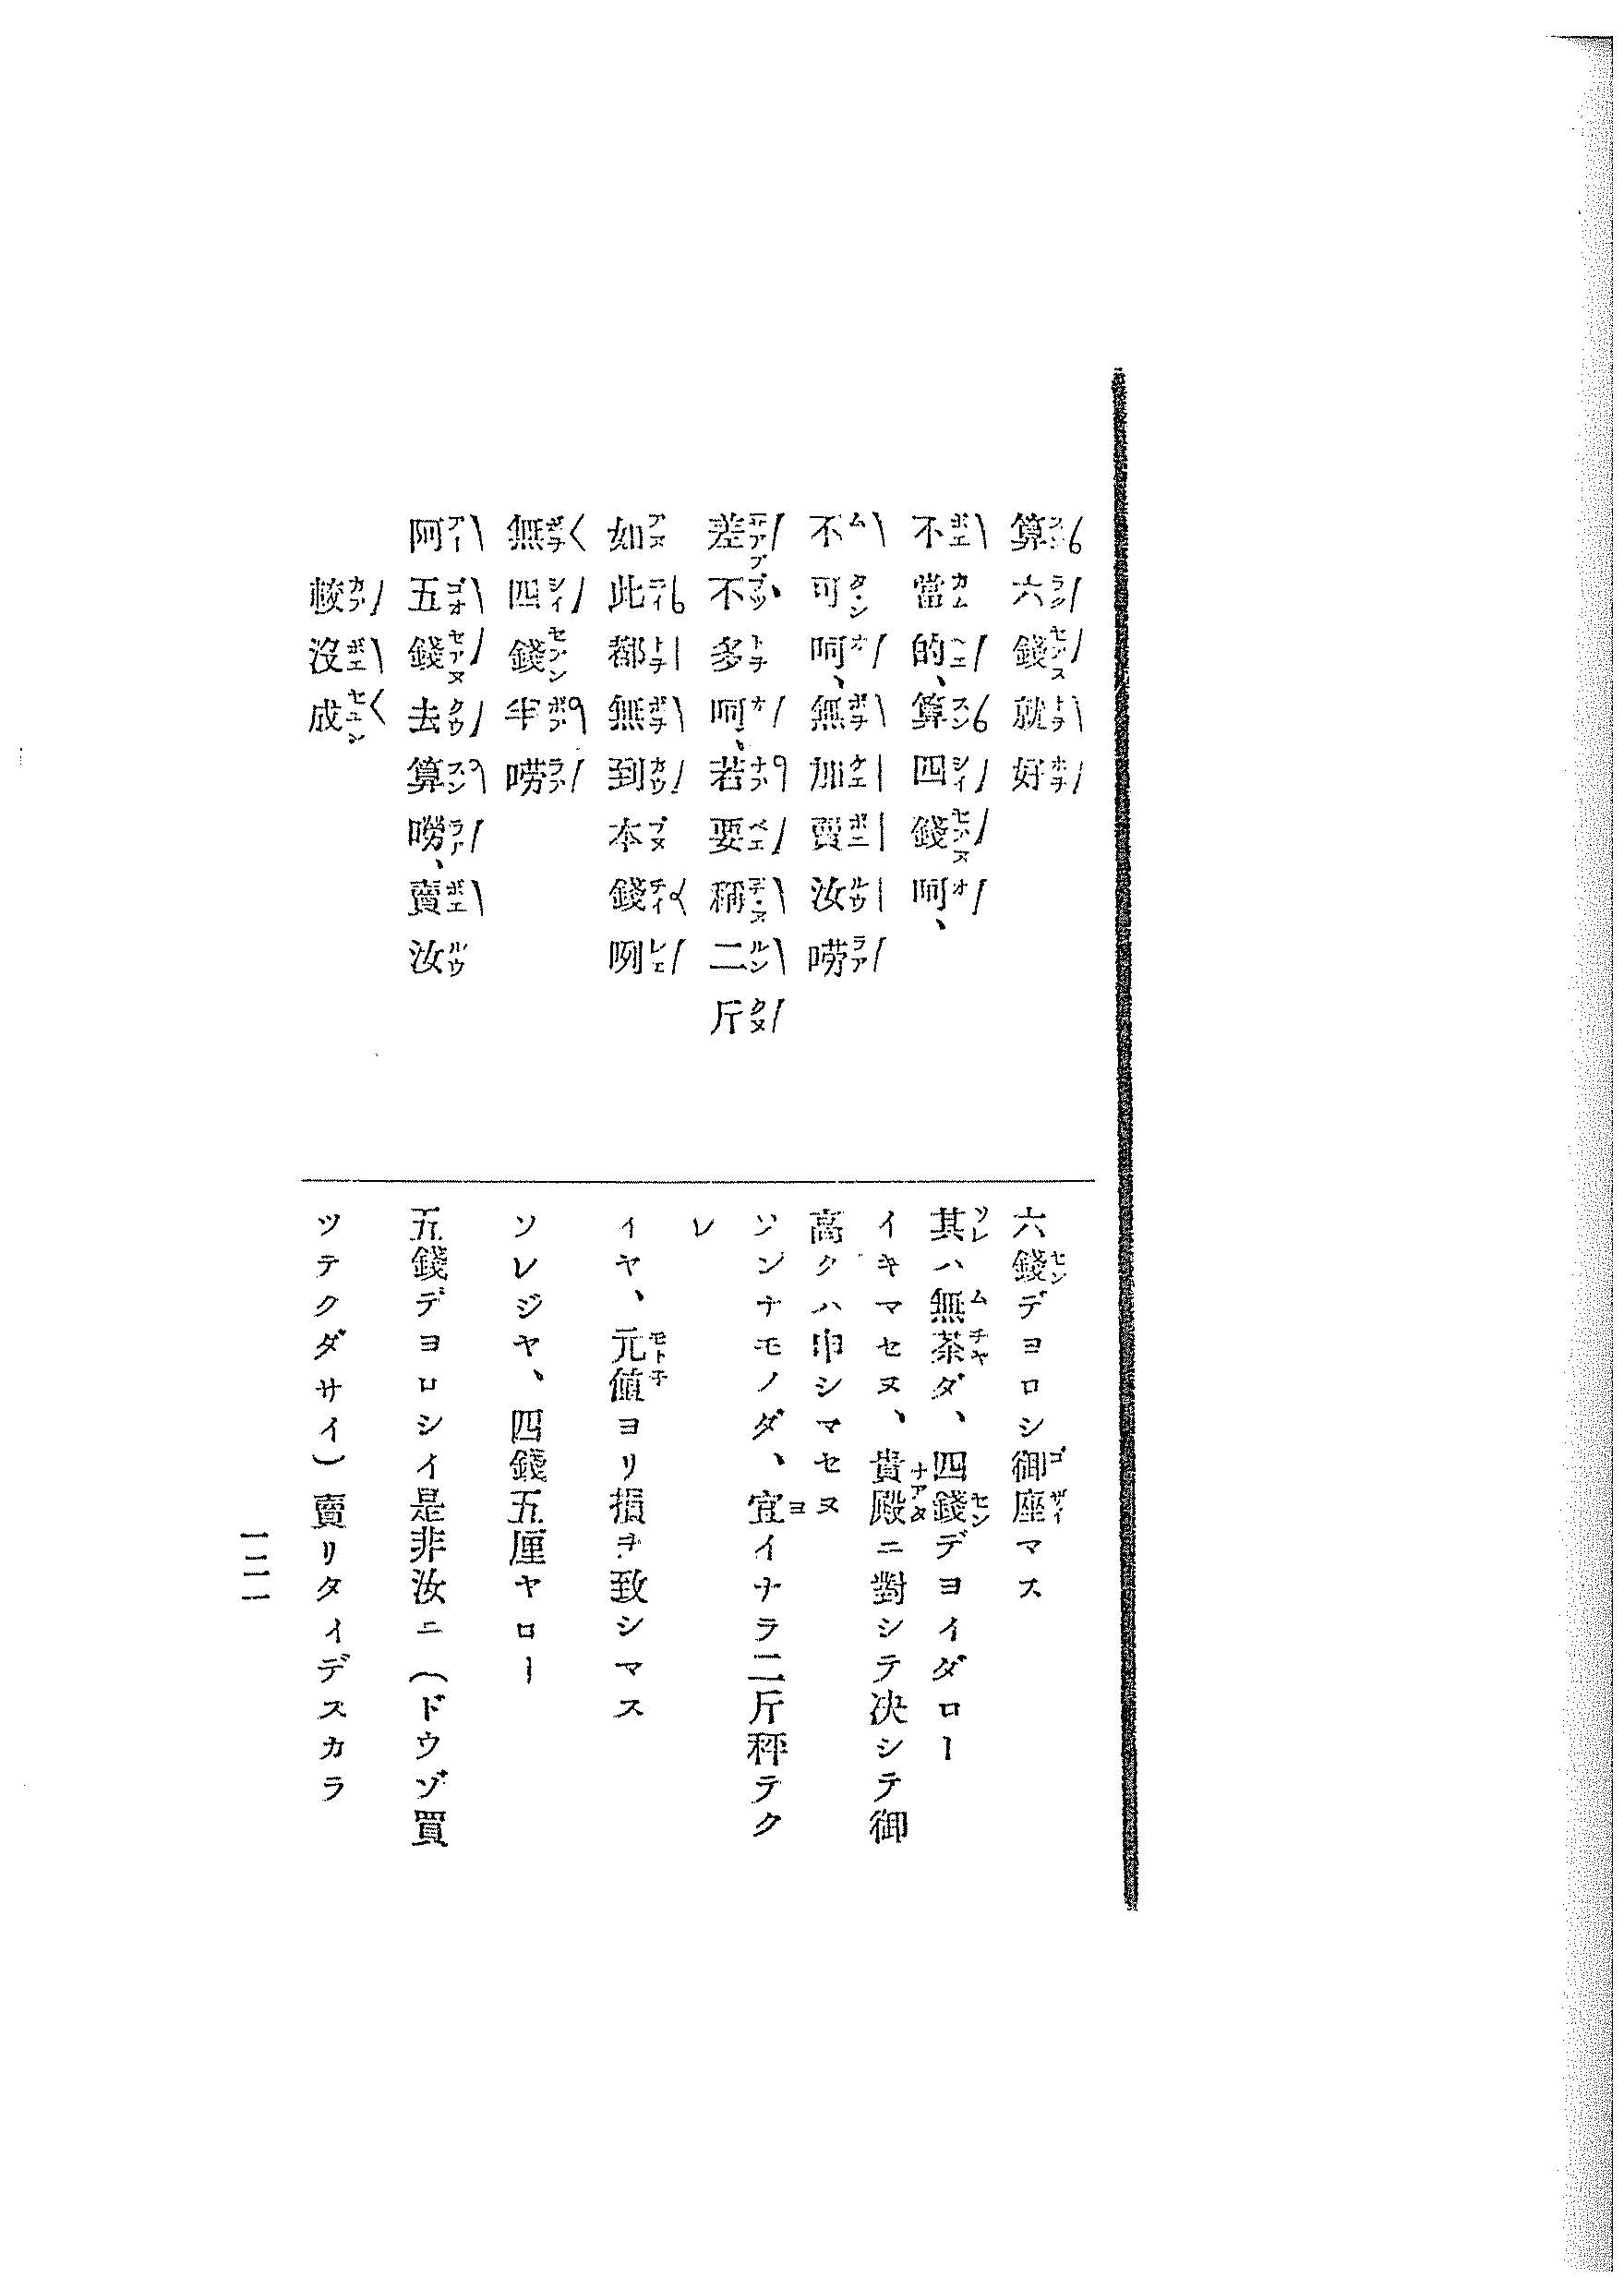 算六錢就好
不當的、算四錢呵、
不可呵、無加賣汝唠
差不多呵、若要稱二斤
如此都無到本錢咧
無四錢半唠
阿五錢去算唠、賣汝
較沒成
六錢デヨロシ御座マス
其ハ無茶ダ、四錢デヨイダロー
イキマセヌ、貴殿ニ對シテ决シテ御
高クハ申シマセヌ
ソンナモノダ、宜イナラ二斤秤テク
レ
イヤ、元値ヨリ損ヲ致シマス
ソレジヤ、四錢五厘ヤロー
五錢デヨロシイ是非汝ニ(ドウゾ買
ツテクダサイ)賣リタイデスカラ
一二一